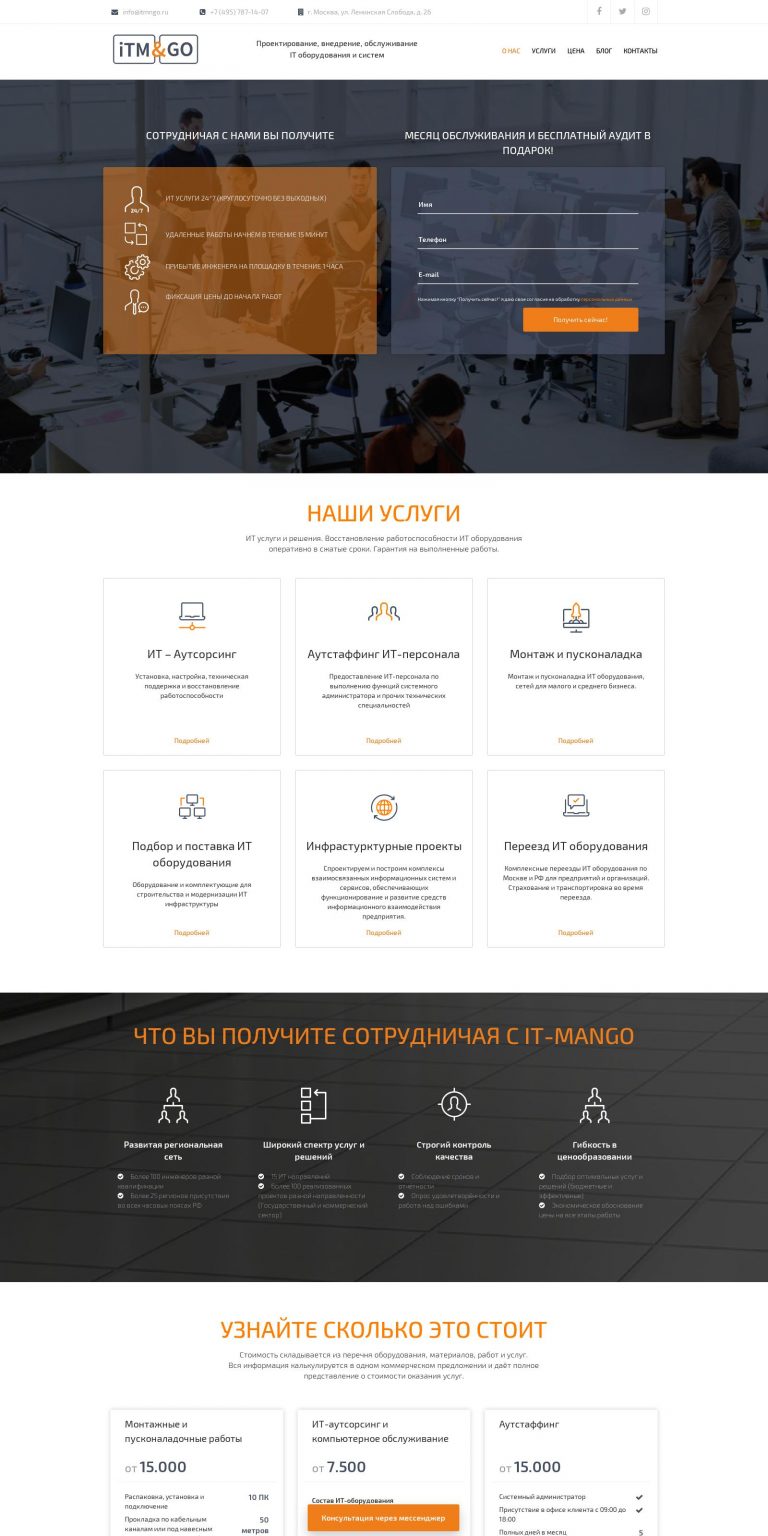 info@itmngo.ru
+7 (495) 787-14-07
г. Москва, ул. Ленинская Слобода, д. 26
iTM&GO
Проектирование, внедрение, обслуживание
IT оборудования и систем
О НАС
УСЛУГИ
ЦЕНА
БЛОГ
КОНТАКТЫ
СОТРУДНИЧАЯ С НАМИ ВЫ ПОЛУЧИТЕ
24/7
ИТ УСЛУГИ 24*7 (КРУГЛОСУТОЧНО БЕЗ ВЫХОДНЫХ)
УДАЛЕННЫЕ РАБОТЫ НАЧНЕМ В ТЕЧЕНИЕ 15 МИНУТ
ПРИБЫТИЕ ИНЖЕНЕРА НА ПЛОЩАДКУ В ТЕЧЕНИЕ 1 ЧАСА
ФИКСАЦИЯ ЦЕНЫ ДО НАЧАЛА РАБОТ
МЕСЯЦ ОБСЛУЖИВАНИЯ И БЕСПЛАТНЫЙ АУДИТ В
ПОДАРОК!
Имя
Телефон
E-mail
Нажимая кнопку "Получить сейчас!" я даю свое согласие на обработку персональных данных
Получить сейчас!
НАШИ УСЛУГИ
ИТ услуги и решения. Восстановление работоспособности ИТ оборудования
оперативно в сжатые сроки. Гарантия на выполненные работы.
ИТ – Аутсорсинг
Установка, настройка, техническая
поддержка и восстановление
работоспособности
Подробней
Аутстаффинг ИТ-персонала
Предоставление ИТ-персонала по
выполнению функций системного
администратора и прочих технических
специальностей
Подробней
Монтаж и пусконаладка
Монтаж и пусконаладка ИТ оборудования,
сетей для малого и среднего бизнеса.
Подробней
Подбор и поставка ИТ
оборудования
Оборудование и комплектующие для
строительства и модернизации ИТ
инфраструктуры
Подробней
Инфрастурктурные проекты
Спроектируем и построим комплексы
взаимосвязанных информационных систем и
сервисов, обеспечивающих
функционирование и развитие средств
информационного взаимодействия
предприятия.
Подробней
Переезд ИТ оборудования
Комплексные переезды ИТ оборудования по
Москве и РФ для предприятий и организаций.
Страхование и транспортировка во время
переезда.
Подробней
ЧТО ВЫ ПОЛУЧИТЕ СОТРУДНИЧАЯ С IT-MANGO
Развитая региональная
сеть
Более 100 инженеров разной
квалификации
Более 25 регионов присутствия
во всех часовых поясах РФ
Широкий спектр услуг и
решений
15 ИТ направлений
Более 100 реализованных
проектов разной направленности
(Государственный и коммерческий
сектор)
Строгий контроль
качества
Соблюдение сроков и
отчетности
Опрос удовлетворённости и
работа над ошибками
Гибкость в
ценообразовании
Подбор оптимальных услуг и
решений (бюджетные и
эффективные)
Экономическое обоснование
цены на все этапы работы
УЗНАЙТЕ СКОЛЬКО ЭТО СТОИТ
Стоимость складывается из перечня оборудования, материалов, работ и услуг.
Вся информация калькулируется в одном коммерческом предложении и даёт полное
представление о стоимости оказания услуг.
Монтажные и
пусконаладочные работы
от 15.000
Распаковка, установка и
подключение
10 ПК
Прокладка по кабельным
каналам или под навесным
50
метров
ИТ-аутсорсинг и
компьютерное обслуживание
от 7.500
Состав ИТ-оборудования
Консультация через мессенджер
Аутстаффинг
от 15.000
Системный администратор
Присутствие в офисе клиента с 09:00 до
18:00
Полных дней в месяц
5